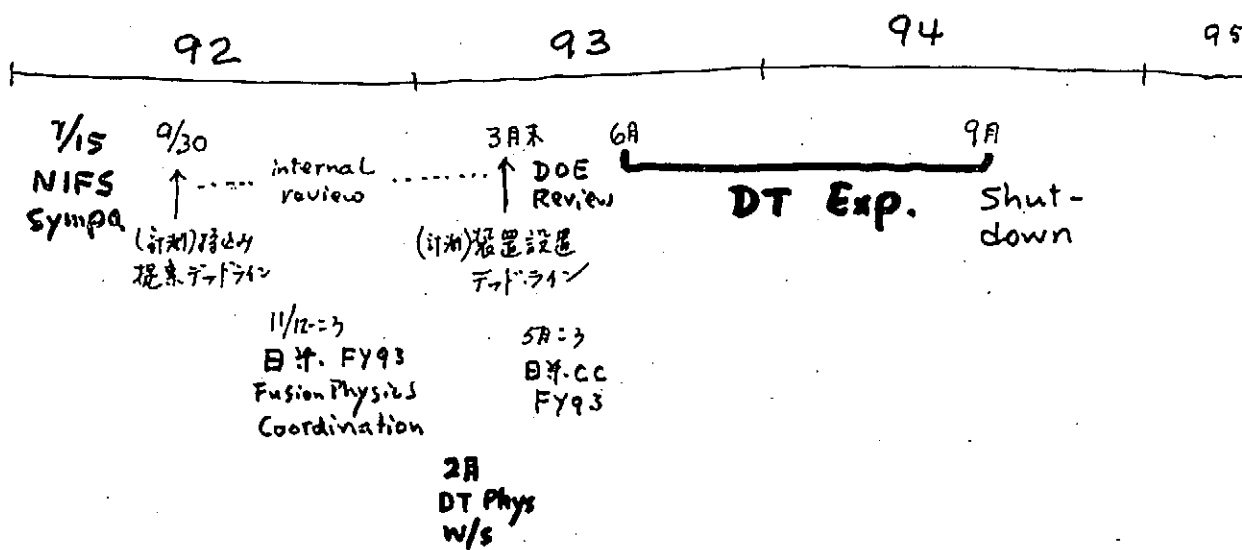 92 93 94 95
7/15
NIFS
Sympo.
9/30
(計測)持込み
提案デッドライン
internal
review
3月末
DOE
Review
(計測)装置設置
デッドライン
6月
9月
DT Exp.
Shut-
down
11/12ころ
日米. FY93
Fusion Physics
Coordination
5月ころ
日米.CC
FY93
2月
DT Phys
W/S